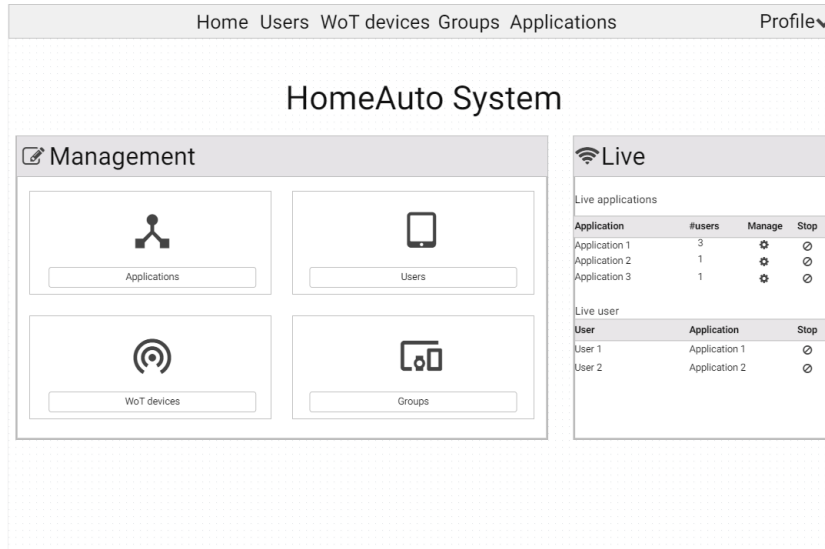 Home Users WoT devices Groups Applications Profile
HomeAuto System
Management
Applications
Users
WoT devices
Groups
Live
Live applications
Application #users Manage Stop
Application 1 3
Application 2 1
Application 3 1
Live user
User Application Stop
User 1 Application 1
User 2 Application 2